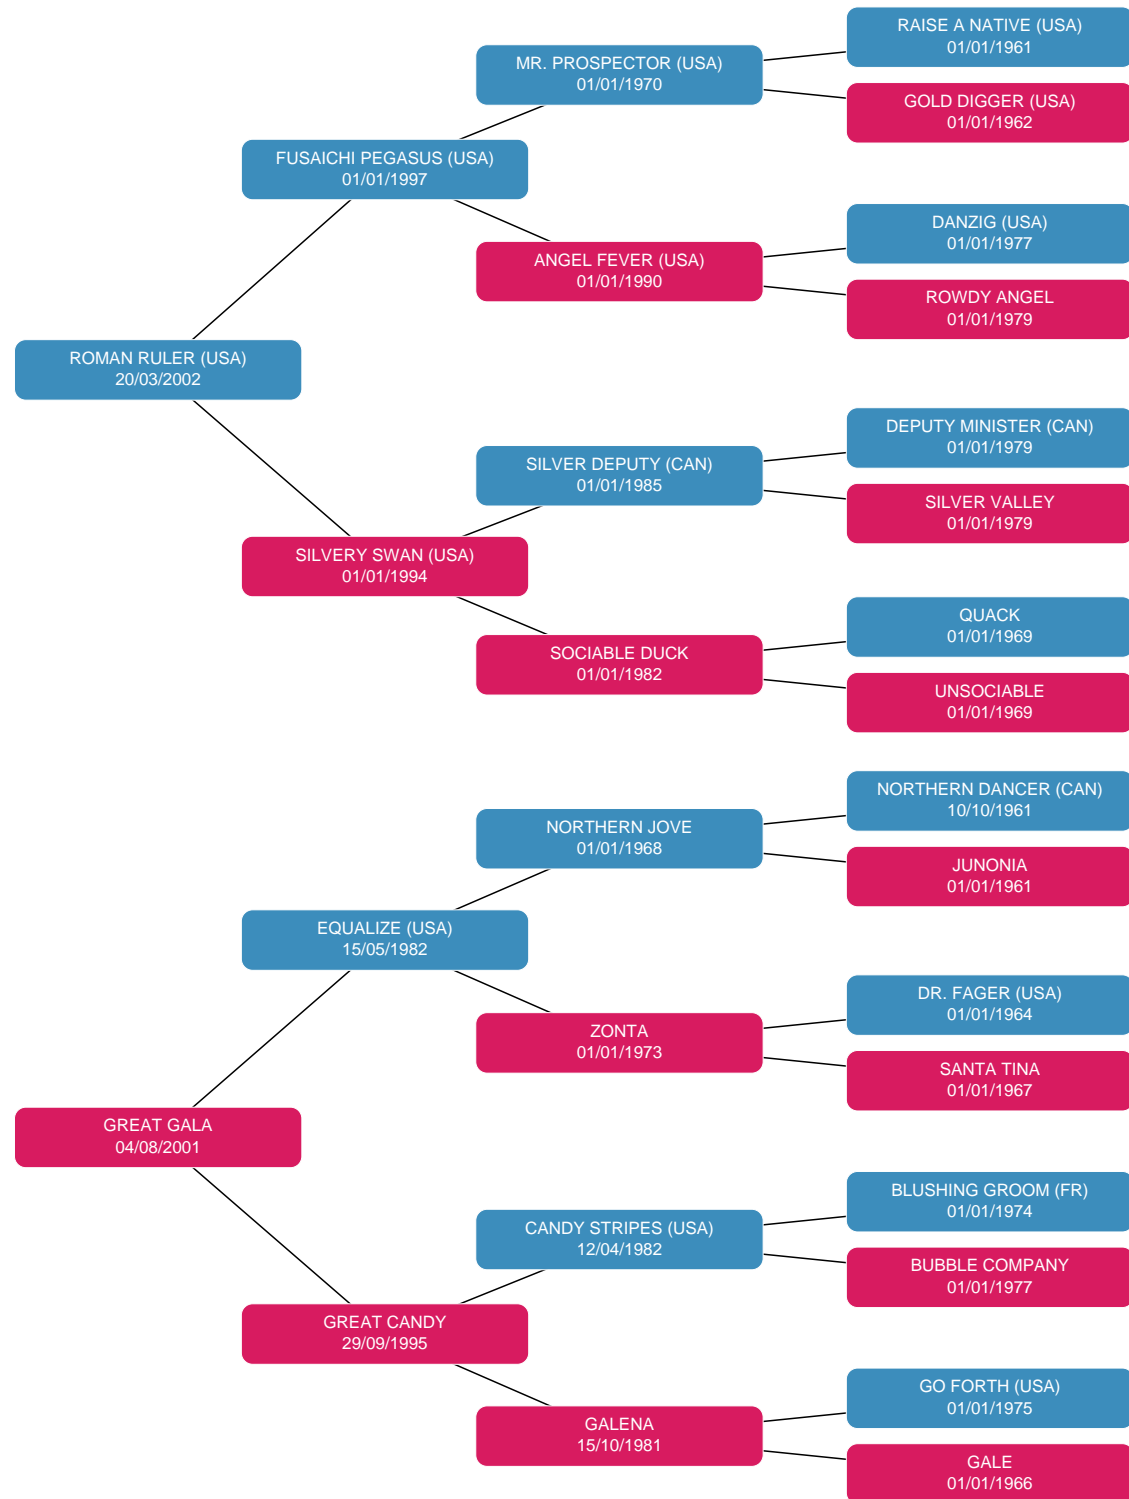 RAISE A NATIVE (USA)
01/01/1961
MR. PROSPECTOR (USA)
01/01/1970
GOLD DIGGER (USA)
01/01/1962
FUSAICHI PEGASUS (USA)
01/01/1997
DANZIG (USA)
01/01/1977
ANGEL FEVER (USA)
01/01/1990
ROWDY ANGEL
01/01/1979
ROMAN RULER (USA)
20/03/2002
DEPUTY MINISTER (CAN)
01/01/1979
SILVER DEPUTY (CAN)
01/01/1985
SILVER VALLEY
01/01/1979
SILVERY SWAN (USA)
01/01/1994
QUACK
01/01/1969
SOCIABLE DUCK
01/01/1982
UNSOCIABLE
01/01/1969
NORTHERN DANCER (CAN)
10/10/1961
NORTHERN JOVE
01/01/1968
JUNONIA
01/01/1961
EQUALIZE (USA)
15/05/1982
DR. FAGER (USA)
01/01/1964
ZONTA
01/01/1973
SANTA TINA
01/01/1967
GREAT GALA
04/08/2001
BLUSHING GROOM (FR)
01/01/1974
CANDY STRIPES (USA)
12/04/1982
BUBBLE COMPANY
01/01/1977
GREAT CANDY
29/09/1995
GO FORTH (USA)
01/01/1975
GALENA
15/10/1981
GALE
01/01/1966